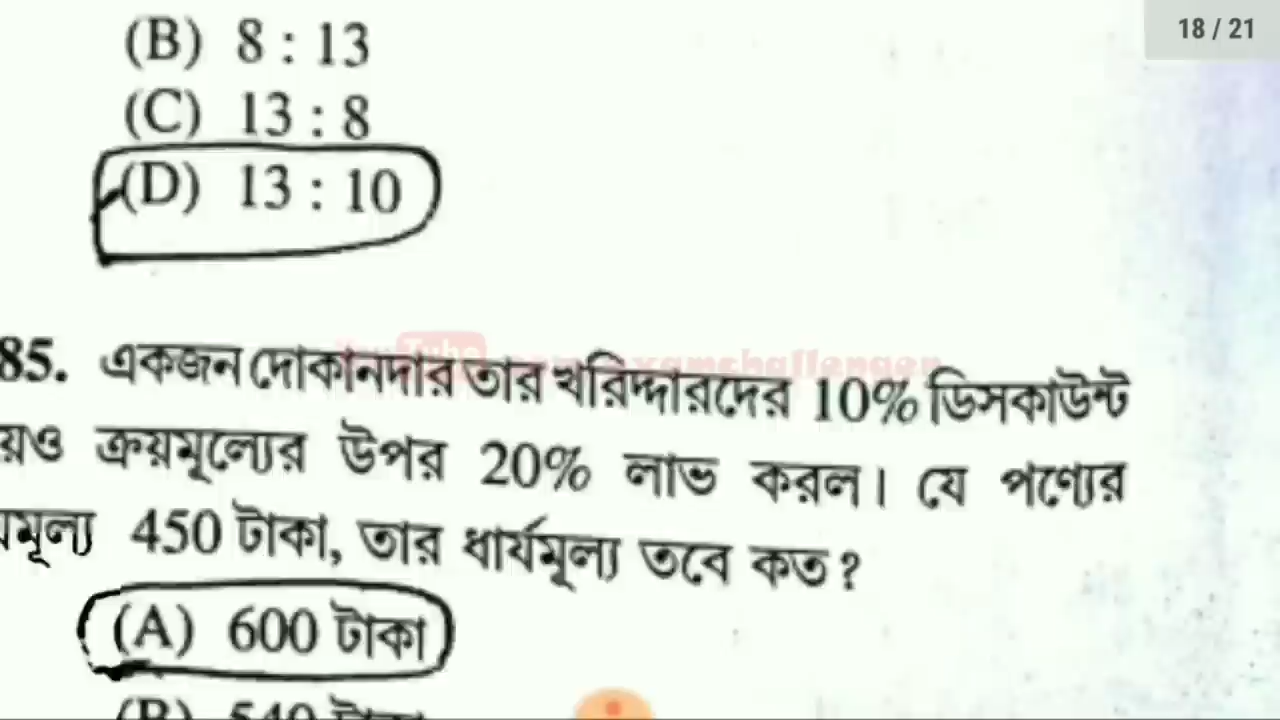 18 / 21
(B) 8 : 13
(C) 13 : 8
(D) 13 : 10
85. একজন দোকানদার তার খরিদ্দারদের 10% ডিসকাউন্ট
য়ও ক্রয়মূল্যের উপর 20% লাভ করল। যে পণ্যের
মূল্য 450 টাকা, তার ধার্যমূল্য তবে কত?
(A) 600 টাকা
(B) 540 টাকা